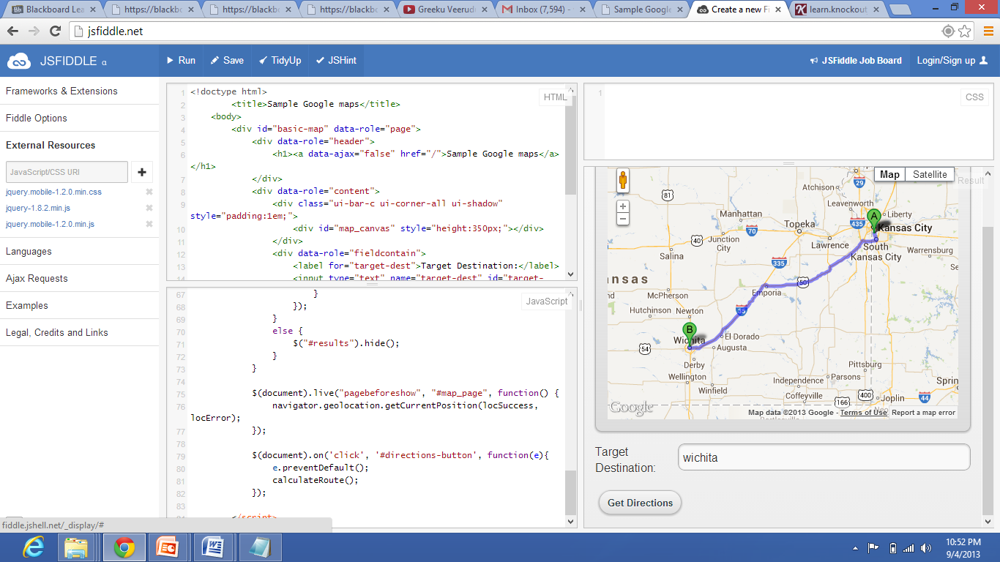 Blackboard Lea
https://blackbo
https://blackbo
https://blackbo
Greeku Veerudu
Inbox (7,594) -
Sample Google
Create a new Fi
learn.knockout
jsfiddle.net
JSFIDDLE α
Run
Save
TidyUp
JSHint
JSFiddle Job Board
Login/Sign up
Frameworks & Extensions
Fiddle Options
External Resources
JavaScript/CSS URI
jquery.mobile-1.2.0.min.css
jquery-1.8.2.min.js
jquery.mobile-1.2.0.min.js
Languages
Ajax Requests
Examples
Legal, Credits and Links
fiddle.jshell.net/_display/#
HTML
1 <!doctype html>
2 <title>Sample Google maps</title>
3 <body>
4 <div id="basic-map" data-role="page">
5 <div data-role="header">
6 <h1><a data-ajax="false" href="/">Sample Google maps</a>
</h1>
7 </div>
8 <div data-role="content">
9 <div class="ui-bar-c ui-corner-all ui-shadow"
style="padding:1em;">
10 <div id="map_canvas" style="height:350px;"></div>
11 </div>
12 <div data-role="fieldcontain">
13 <label for="target-dest">Target Destination:</label>
14 <input type="text" name="target-dest" id="target-
JavaScript
67 }
68 });
69 }
70 else {
71 $("#results").hide();
72 }
73 }
74
75 $(document).live("pagebeforeshow", "#map_page", function() {
76 navigator.geolocation.getCurrentPosition(locSuccess,
locError);
77 });
78
79 $(document).on('click', '#directions-button', function(e){
80 e.preventDefault();
81 calculateRoute();
82 });
83
84 </script>
CSS
1
Result
Map
Satellite
Atchison
29
81
Leavenworth
Liberty
Manhattan
Topeka
435
A
Kansas City
70
40
Junction
City
Lawrence
South
Kansas City
Warrensburg
Salina
335
Se
nsas
50
McPherson
Emporia
Hutchinson
Newton
35
B
Wichita
El Dorado
54
Augusta
Derby
Wellington
Pittsburg
Independence
Parsons
Sprin
Winfield
Coffeyville
166
400
Joplin
44
Google
Map data ©2013 Google - Terms of Use
Report a map error
Target
Destination:
wichita
Get Directions
10:52 PM
9/4/2013